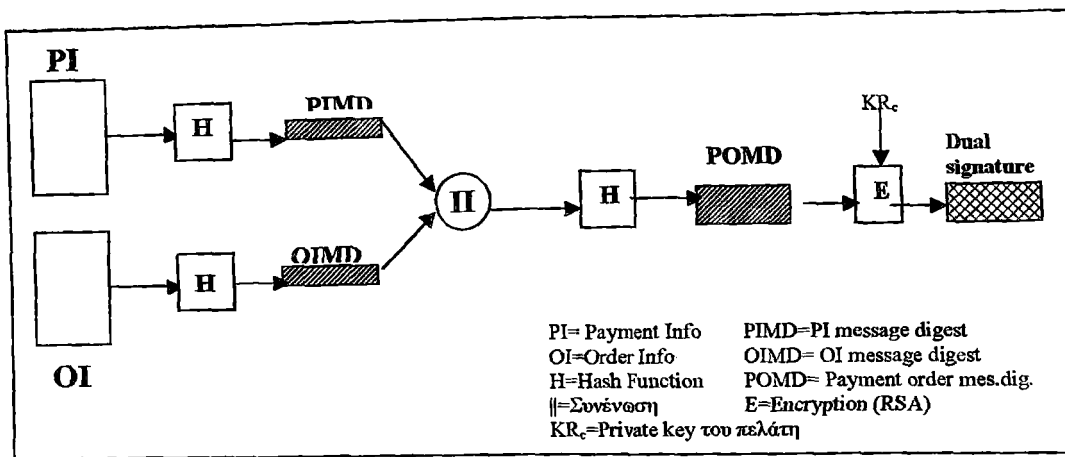 PI
H
PIMD
KRc
POMD
Dual
signature
II
H
E
OIMD
H
OI
PI= Payment Info PIMD=PI message digest
OI=Order Info OIMD= OI message digest
H=Hash Function POMD= Payment order mes.dig.
||=Συνένωση E=Encryption (RSA)
KRc=Private key του πελάτη